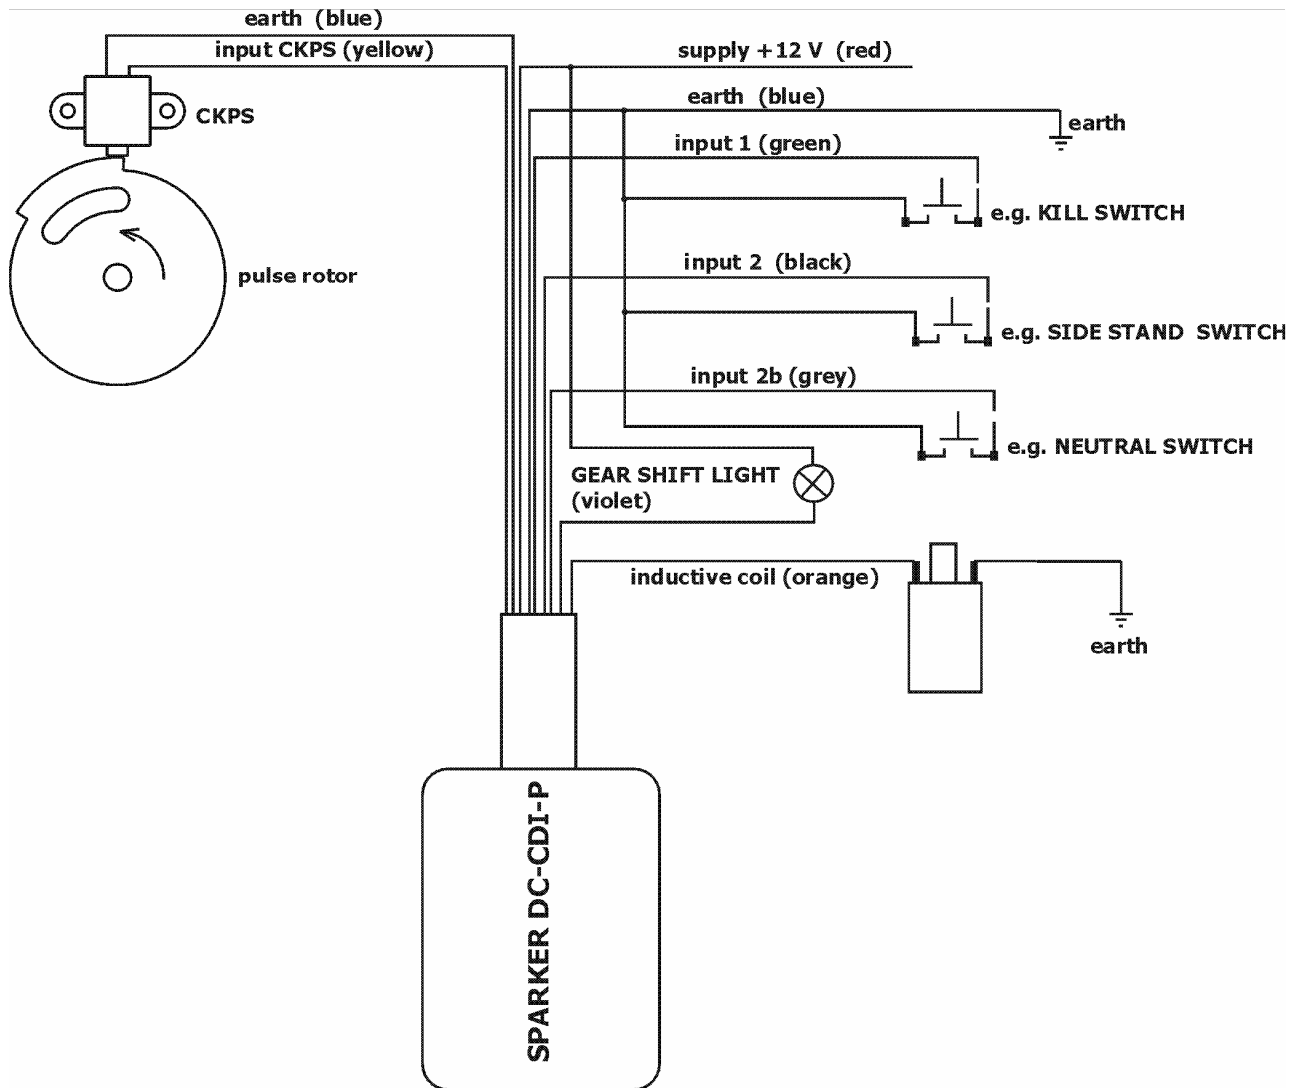 earth (blue)
input CKPS (yellow)
supply +12 V (red)
earth (blue)
earth
CKPS
input 1 (green)
e.g. KILL SWITCH
input 2 (black)
pulse rotor
e.g. SIDE STAND SWITCH
input 2b (grey)
e.g. NEUTRAL SWITCH
GEAR SHIFT LIGHT
(violet)
inductive coil (orange)
earth
SPARKER DC-CDI-P